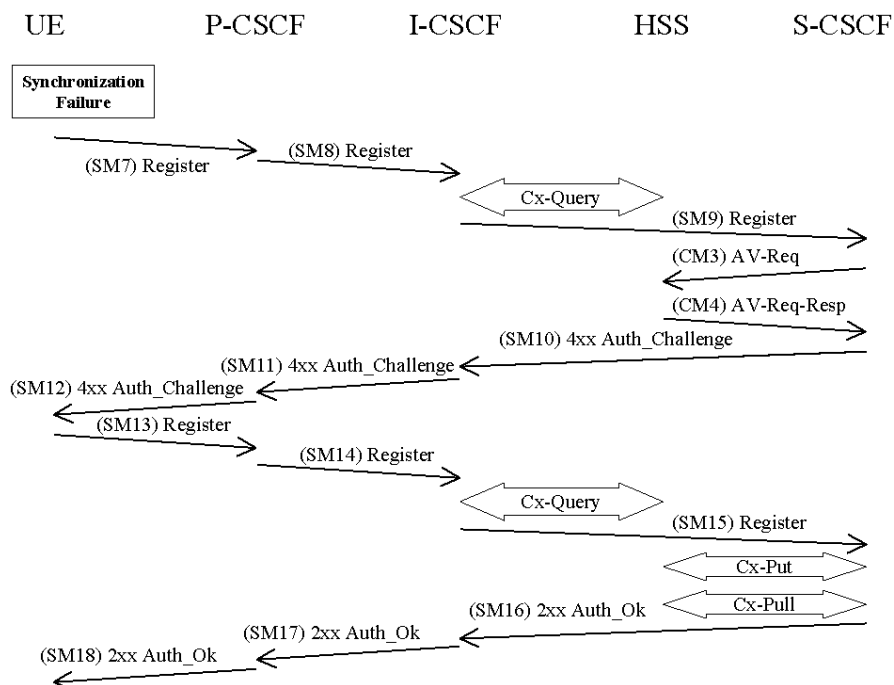 UE P-CSCF I-CSCF HSS S-CSCF
Synchronization
Failure
(SM7) Register
(SM8) Register
Cx-Query
(SM9) Register
(CM3) AV-Req
(CM4) AV-Req-Resp
(SM10) 4xx Auth_Challenge
(SM11) 4xx Auth_Challenge
(SM12) 4xx Auth_Challenge
(SM13) Register
(SM14) Register
Cx-Query
(SM15) Register
Cx-Put
Cx-Pull
(SM16) 2xx Auth_Ok
(SM17) 2xx Auth_Ok
(SM18) 2xx Auth_Ok